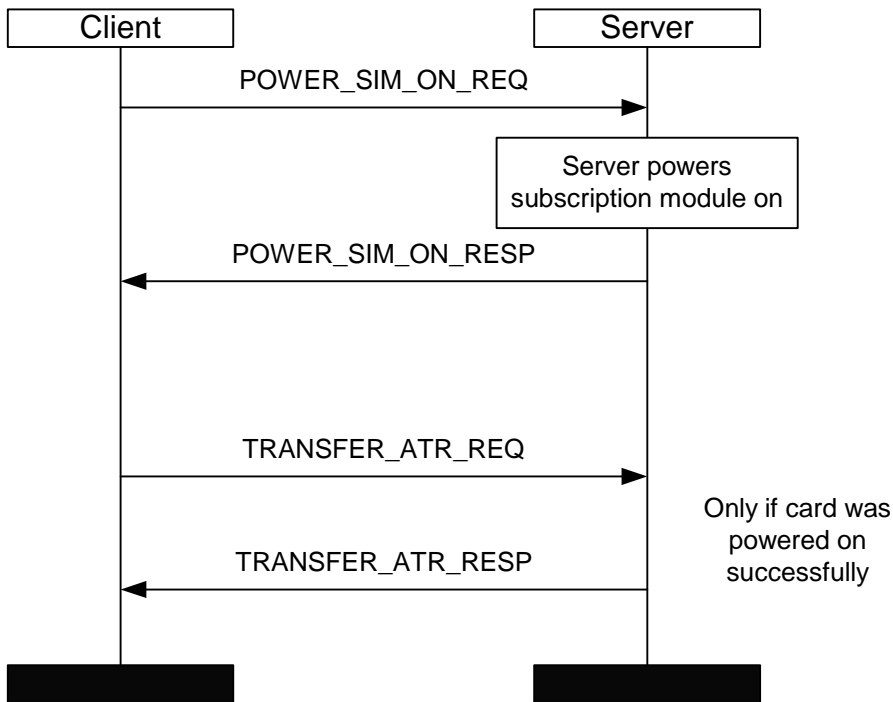 Client
Server
POWER_SIM_ON_REQ
Server powers
subscription module on
POWER_SIM_ON_RESP
TRANSFER_ATR_REQ
Only if card was
powered on
successfully
TRANSFER_ATR_RESP